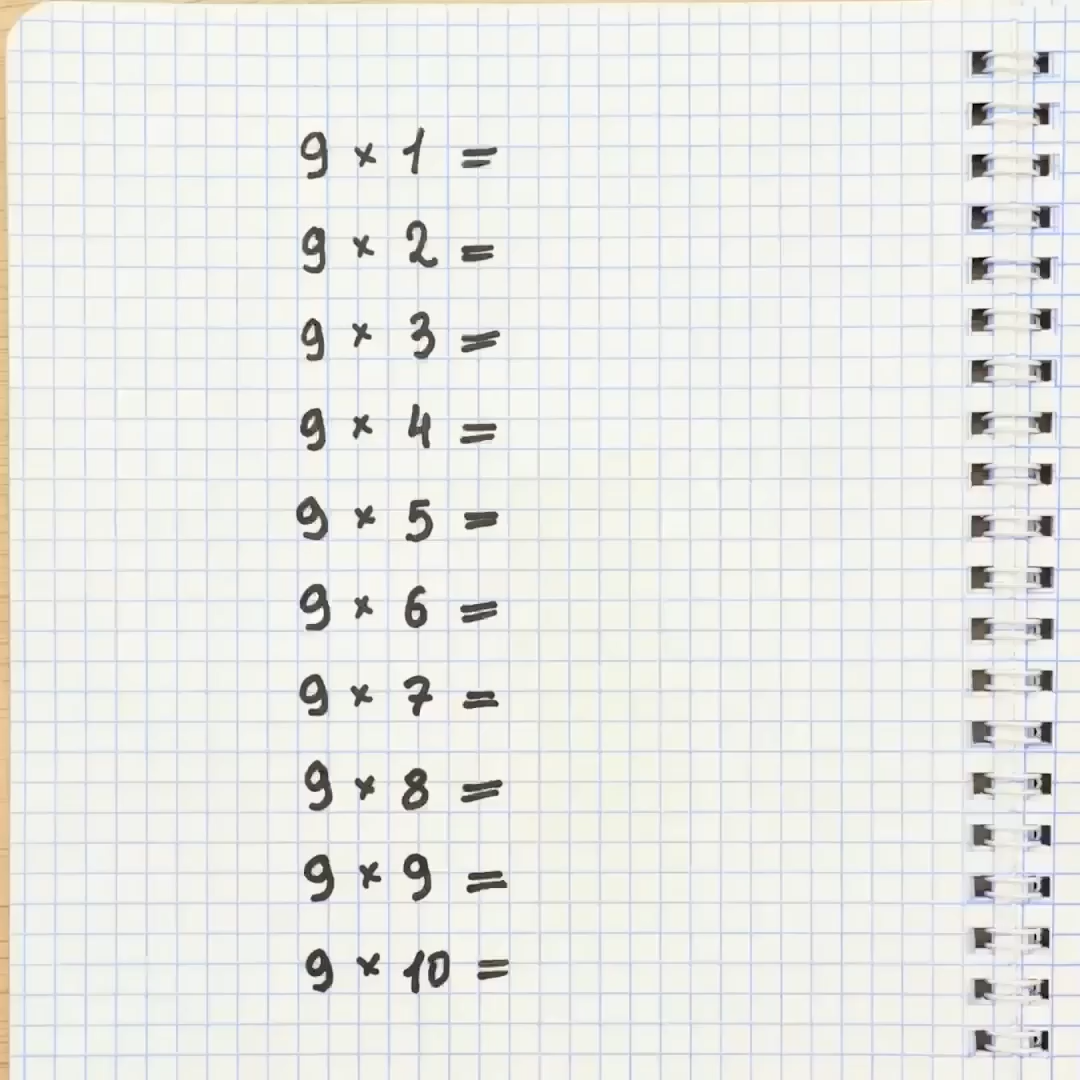 9 × 1 =
9 × 2 =
9 × 3 =
9 × 4 =
9 × 5 =
9 × 6 =
9 × 7 =
9 × 8 =
9 × 9 =
9 × 10 =